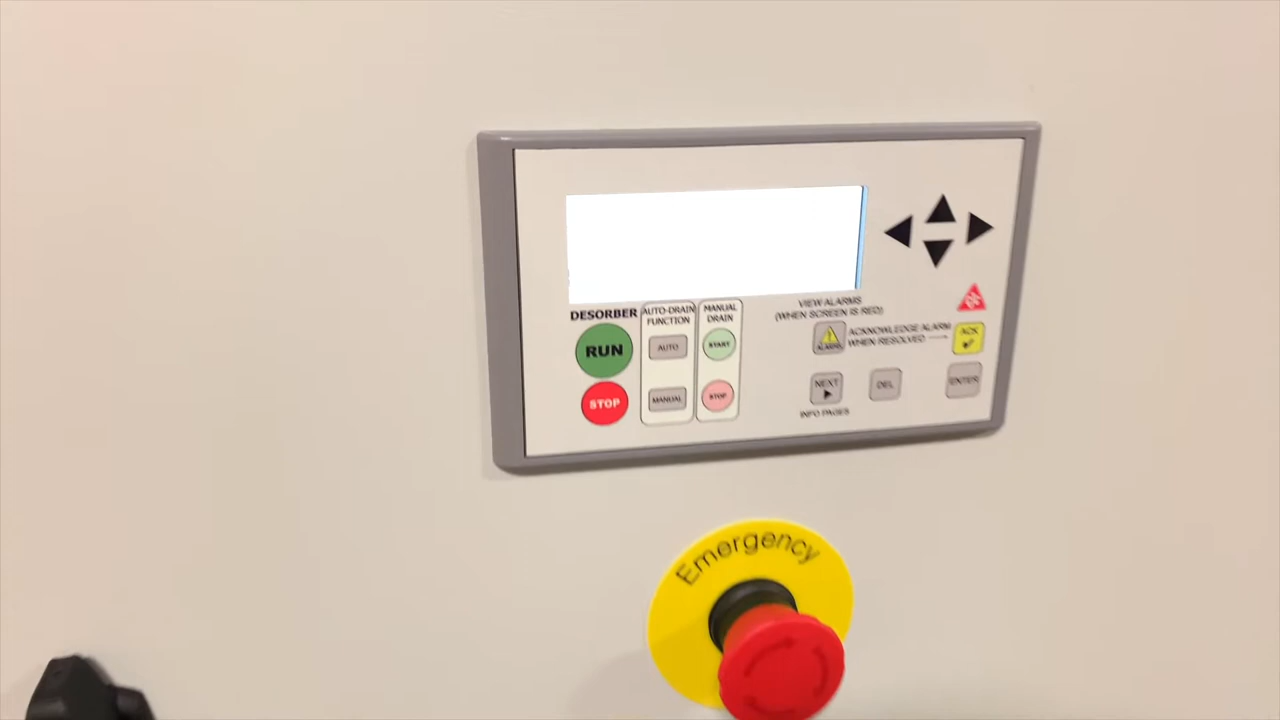 DESORBER
RUN
STOP
AUTO-DRAIN
FUNCTION
AUTO
MANUAL
MANUAL
DRAIN
START
STOP
VIEW ALARMS
(WHEN SCREEN IS RED)
ALARMS
ACKNOWLEDGE ALARM
WHEN RESOLVED
ACK
NEXT
DEL
ENTER
INFO PAGES
Emergency